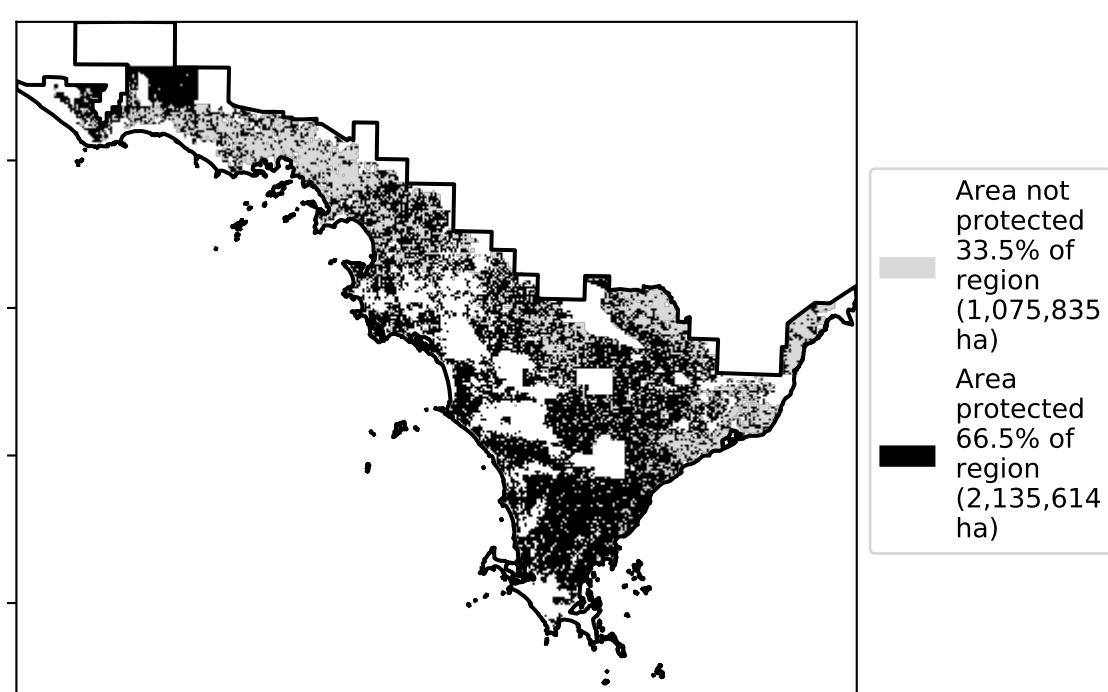 Area not
protected
33.5% of
region
(1,075,835
ha)
Area
protected
66.5% of
region
(2,135,614
ha)